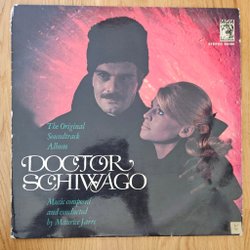 The Original
Soundtrack
Album
DOCTOR
SCHIWAGO
Music composed
and conducted
by Maurice Jarre